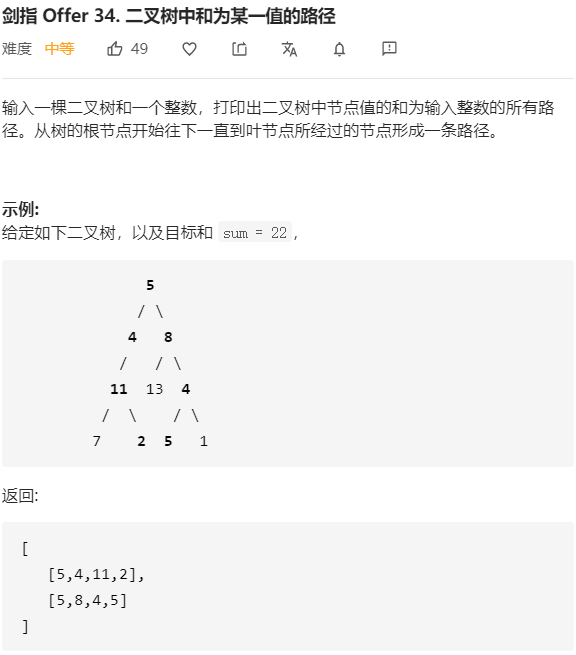 剑指 Offer 34. 二叉树中和为某一值的路径
难度 中等 49
输入一棵二叉树和一个整数，打印出二叉树中节点值的和为输入整数的所有路
径。从树的根节点开始往下一直到叶节点所经过的节点形成一条路径。
示例:
给定如下二叉树，以及目标和 sum = 22，
5
/ \
4 8
/ / \
11 13 4
/ \ / \
7 2 5 1
返回:
[
[5,4,11,2],
[5,8,4,5]
]